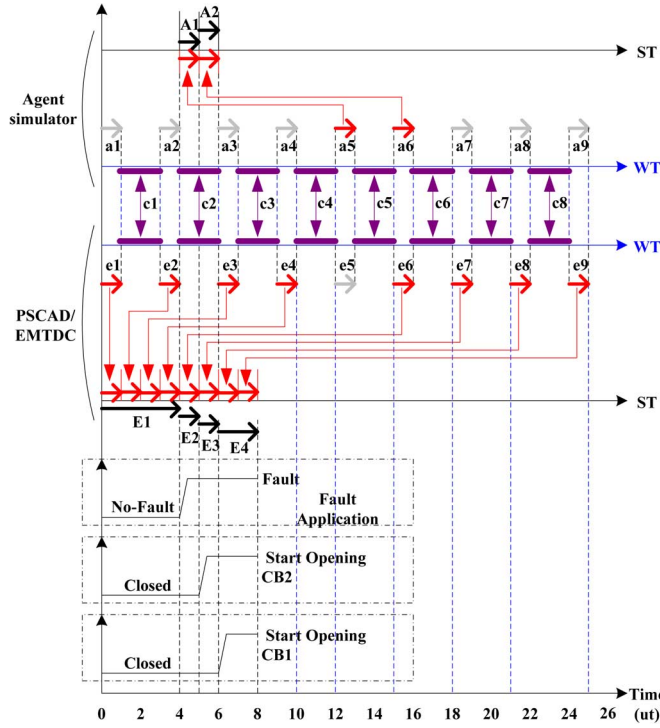 A2
A1
ST
Agent
simulator
a1 a2 a3 a4 a5 a6 a7 a8 a9
WT
c1 c2 c3 c4 c5 c6 c7 c8
WT
e1 e2 e3 e4 e5 e6 e7 e8 e9
PSCAD/
EMTDC
ST
E1
E2
E3
E4
Fault
No-Fault
Fault
Application
Start Opening
CB2
Closed
Start Opening
CB1
Closed
Time
0 2 4 6 8 10 12 14 16 18 20 22 24 26 (ut)